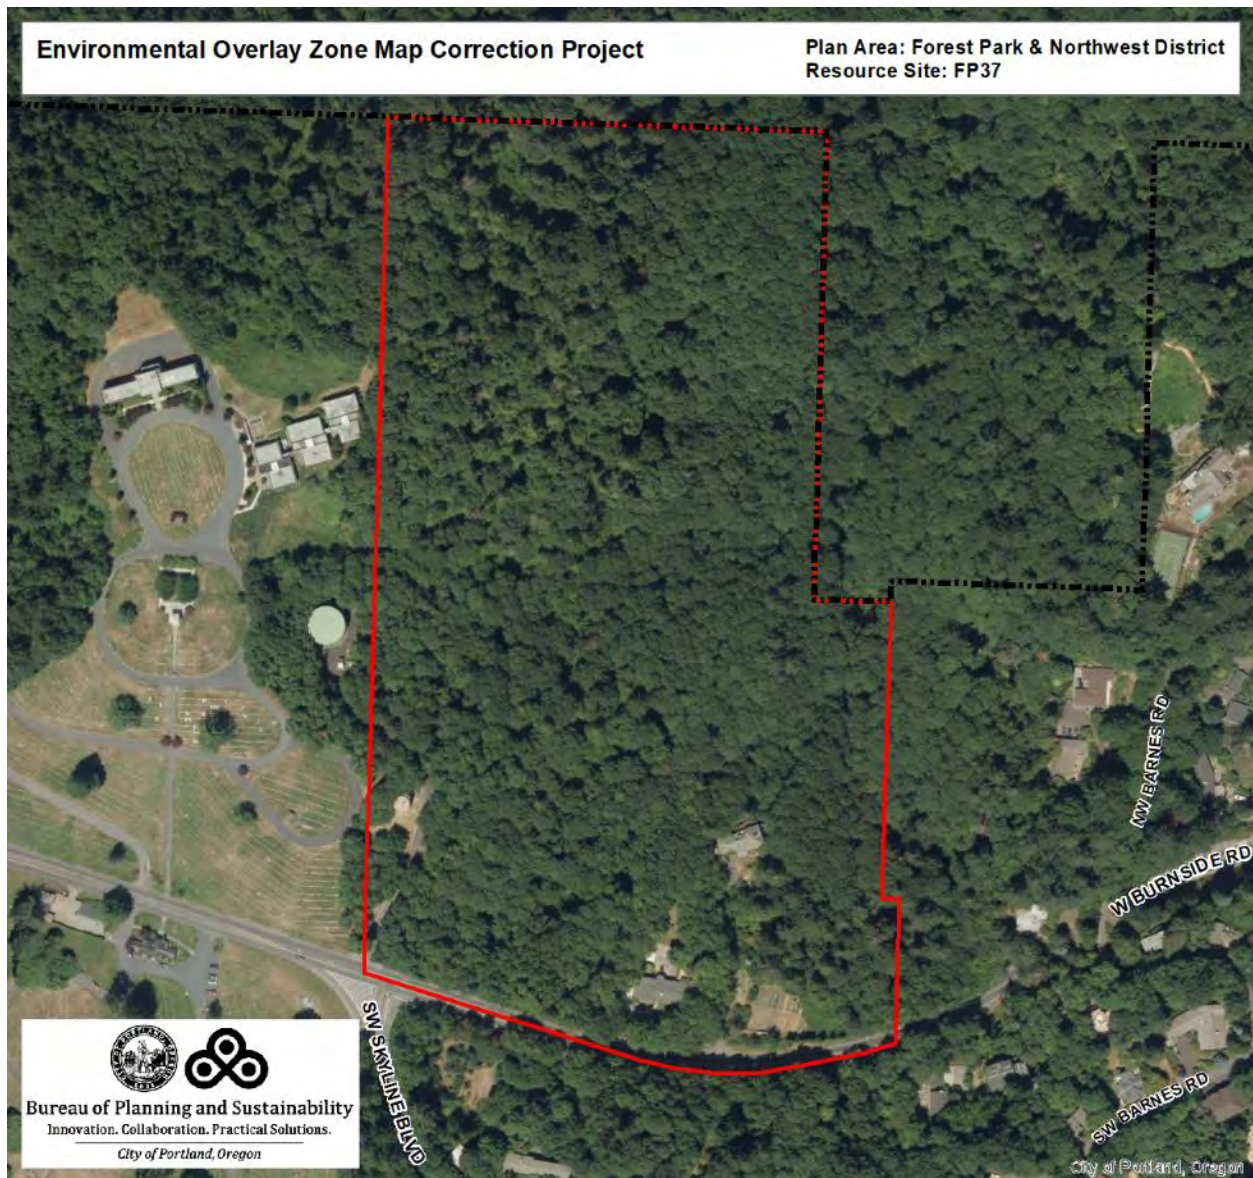 Environmental Overlay Zone Map Correction Project
Plan Area: Forest Park & Northwest District
Resource Site: FP37
NW BARNES RD
W BURNSIDE RD
SW SKYLINE BLVD
SW BARNES RD
Bureau of Planning and Sustainability
Innovation. Collaboration. Practical Solutions.
City of Portland, Oregon
City of Portland, Oregon